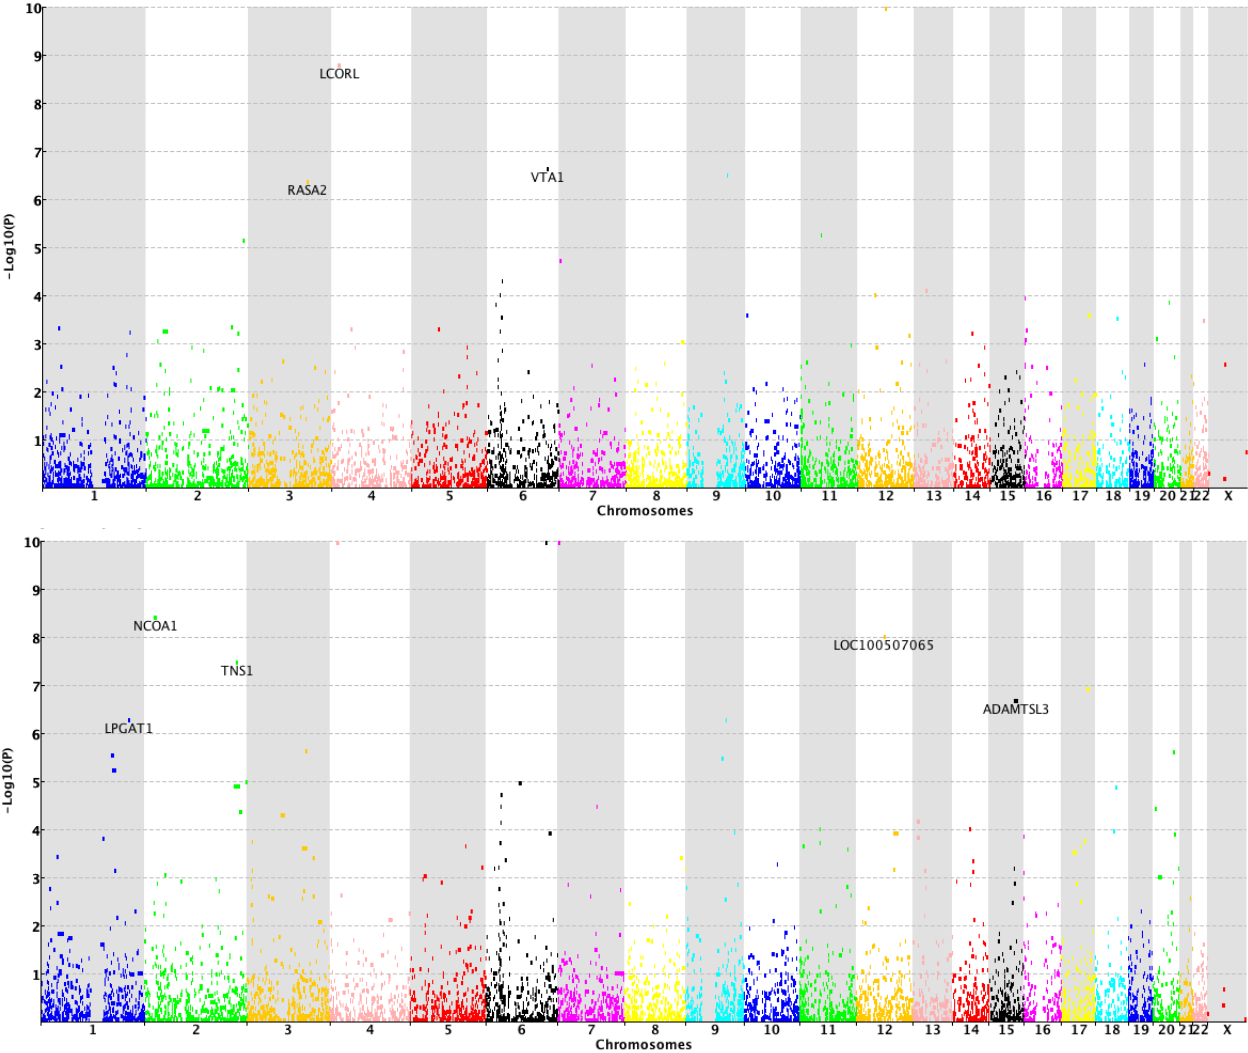 10
9
LCORL
8
7
VTA1
RASA2
6
-Log10(P)
5
4
3
2
1
1 2 3 4 5 6 7 8 9 10 11 12 13 14 15 16 17 18 19 20 21 22 X
Chromosomes
10
9
NCOA1
8
LOC100507065
TNS1
7
ADAMTSL3
LPGAT1
6
-Log10(P)
5
4
3
2
1
1 2 3 4 5 6 7 8 9 10 11 12 13 14 15 16 17 18 19 20 21 22 X
Chromosomes